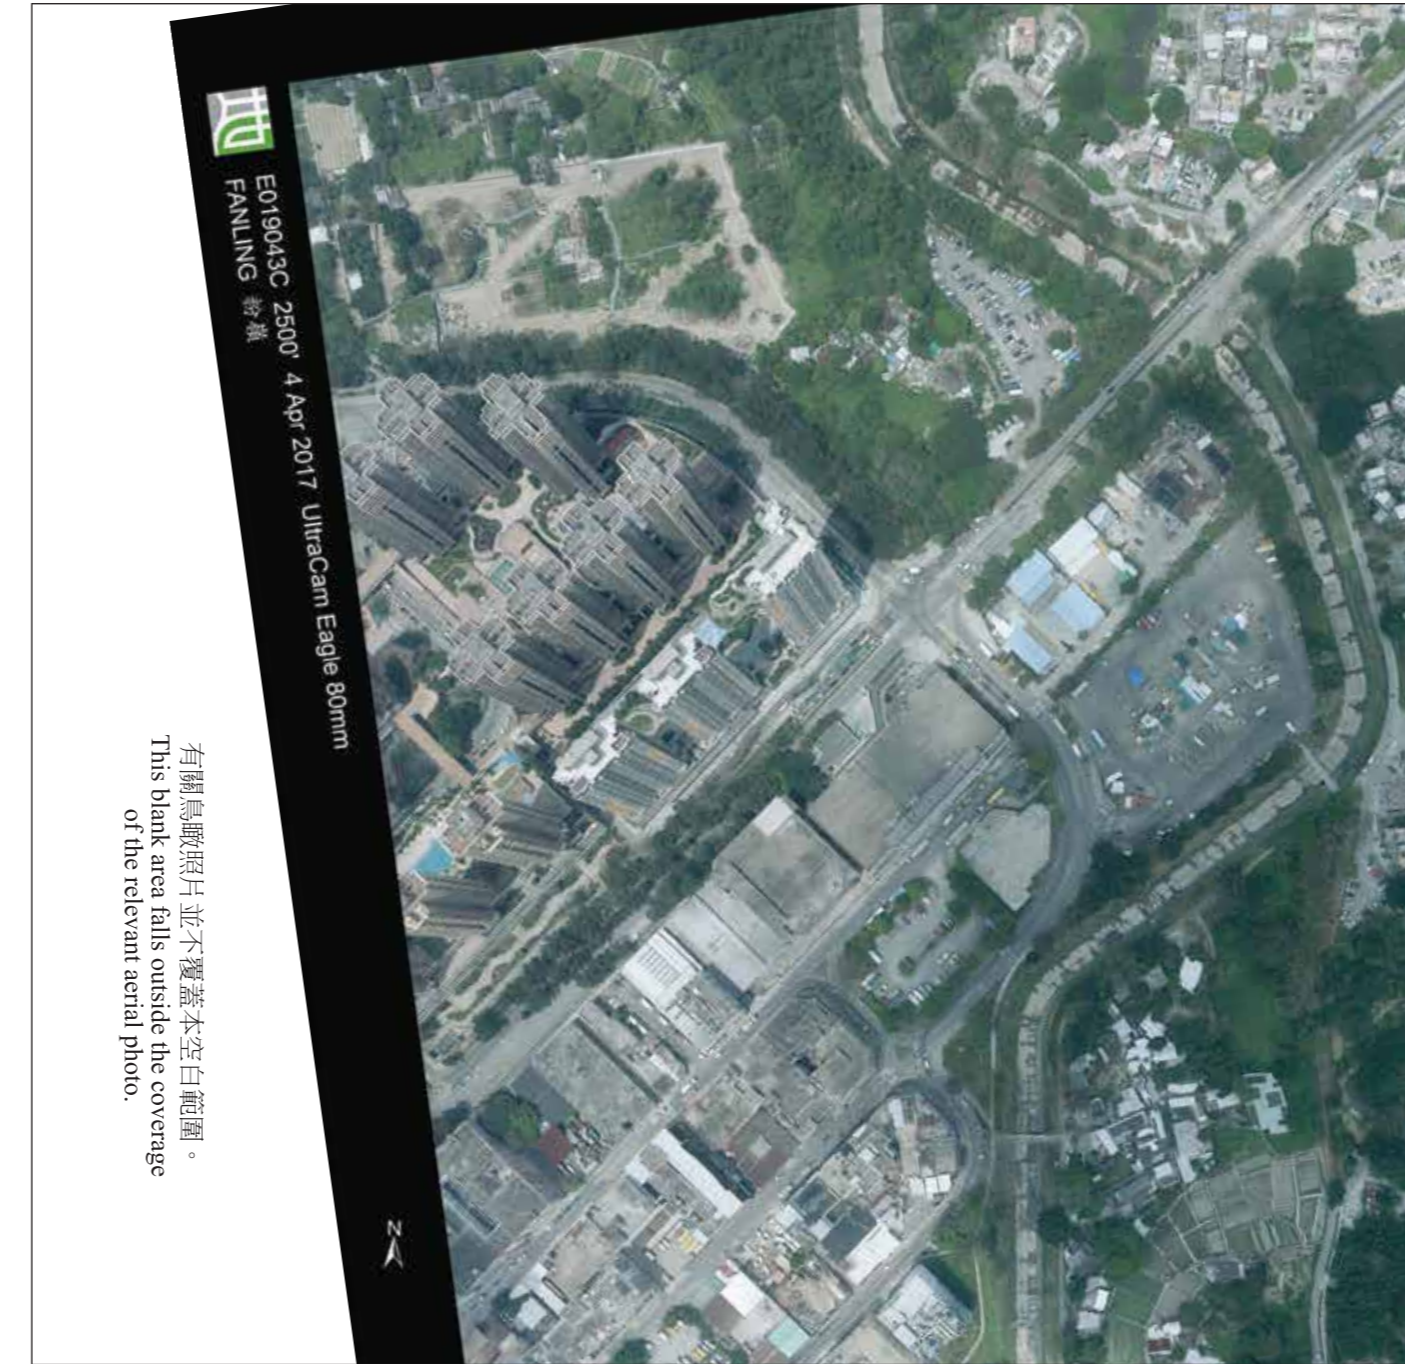 E019043C 2500' 4 Apr 2017 UltraCam Eagle 80mm
FANLING 粉嶺
有關鳥瞰照片並不覆蓋本空白範圍。
This blank area falls outside the coverage
of the relevant aerial photo.
N